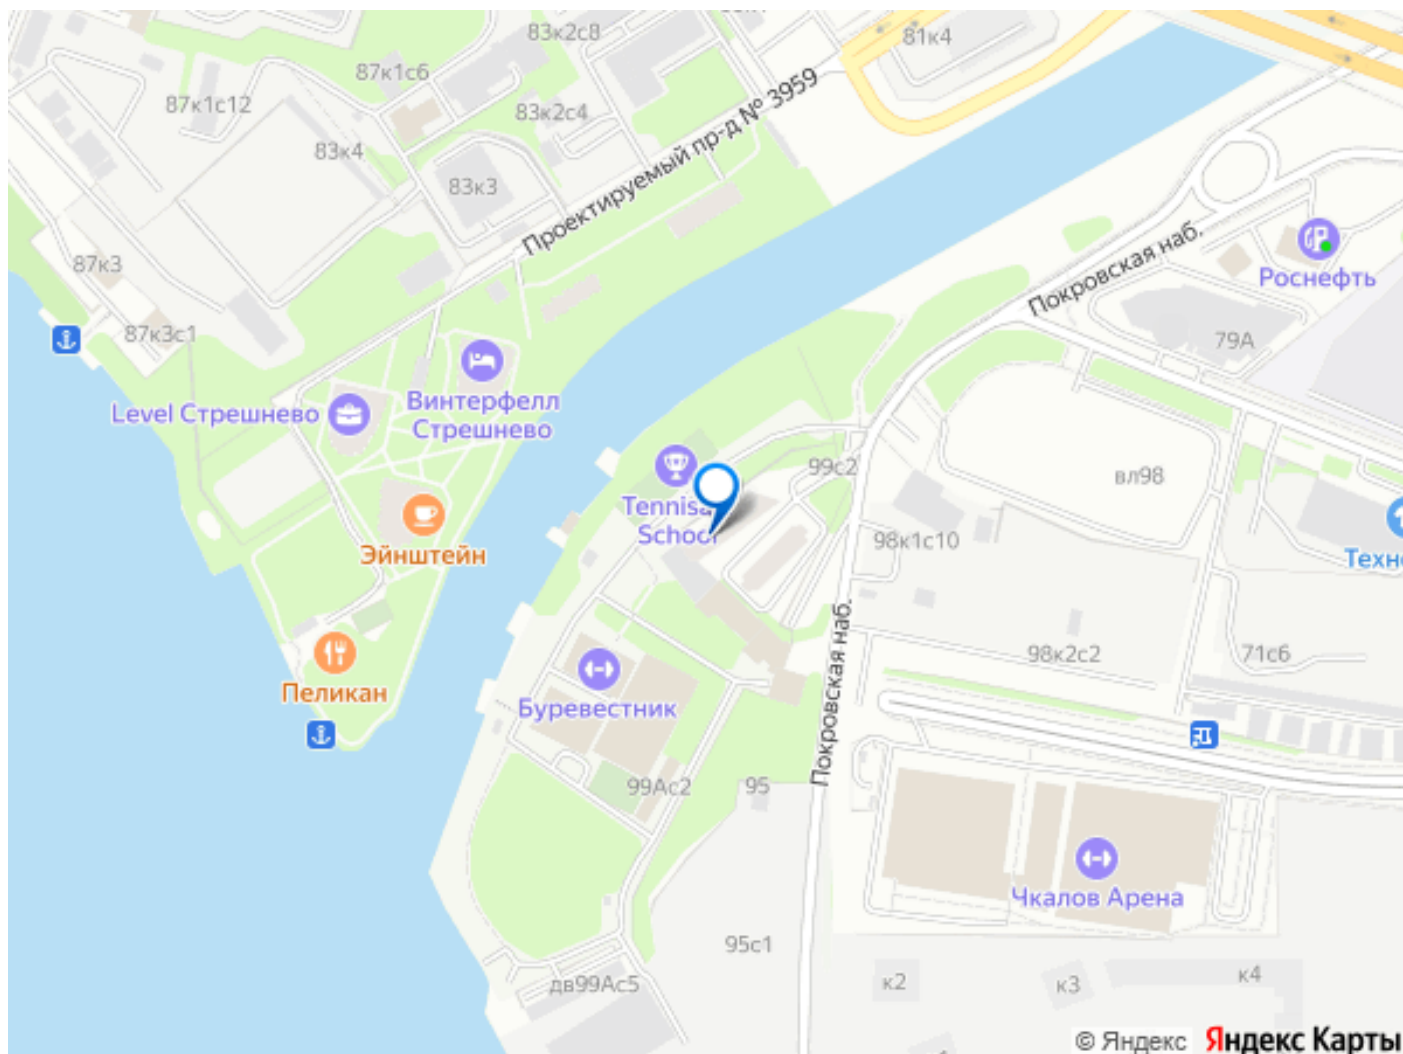 83к2с8
81к4
87к1с6
87к1с12
83к2с4
83к4
83к3
Проектируемый пр-д № 3959
87к3
87к3с1
Покровская наб.
Роснефть
79А
Level Стрешнево
Винтерфелл
Стрешнево
99с2
вл98
Tennisa
School
Эйнштейн
98к1с10
Техн
Пеликан
Буревестник
Покровская наб.
98к2с2
71с6
99Ас2
95
Чкалов Арена
95с1
дв99Ас5
к2
к3
к4
© Яндекс Яндекс Карты